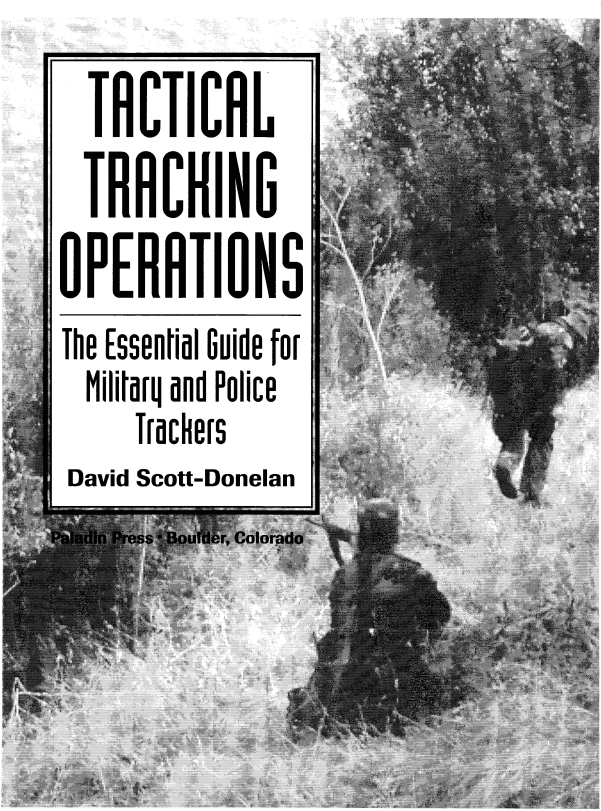 TACTICAL
TRACKING
OPERATIONS
The Essential Guide for
Military and Police
Trackers
David Scott-Donelan
Paladin Press • Boulder, Colorado